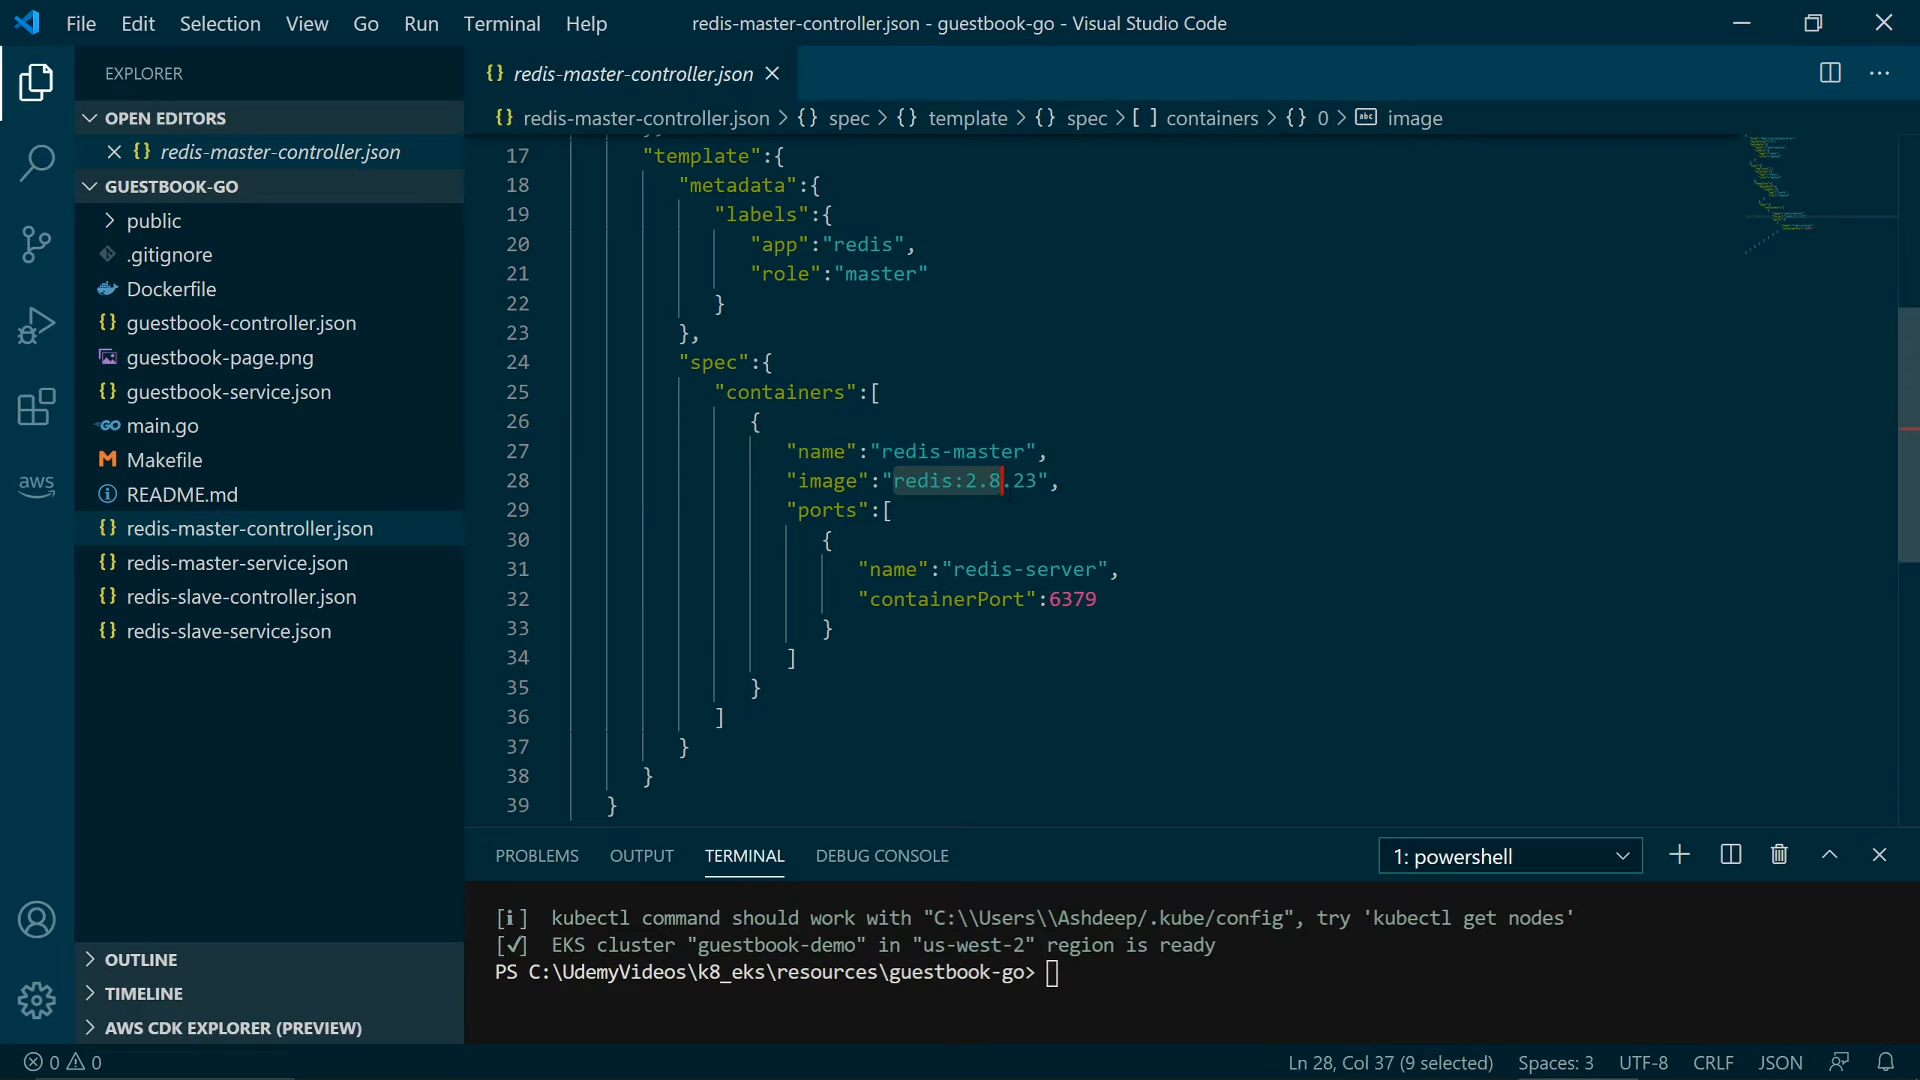 File Edit Selection View Go Run Terminal Help redis-master-controller.json - guestbook-go - Visual Studio Code
EXPLORER
OPEN EDITORS
redis-master-controller.json
GUESTBOOK-GO
public
.gitignore
Dockerfile
guestbook-controller.json
guestbook-page.png
guestbook-service.json
main.go
Makefile
README.md
redis-master-controller.json
redis-master-service.json
redis-slave-controller.json
redis-slave-service.json
OUTLINE
TIMELINE
AWS CDK EXPLORER (PREVIEW)
aws
redis-master-controller.json
redis-master-controller.json > {} spec > {} template > {} spec > [ ] containers > {} 0 > abc image
17 "template":{
18 "metadata":{
19 "labels":{
20 "app":"redis",
21 "role":"master"
22 }
23 },
24 "spec":{
25 "containers":[
26 {
27 "name":"redis-master",
28 "image":"redis:2.8.23",
29 "ports":[
30 {
31 "name":"redis-server",
32 "containerPort":6379
33 }
34 ]
35 }
36 ]
37 }
38 }
39 }
PROBLEMS OUTPUT TERMINAL DEBUG CONSOLE 1: powershell
[i] kubectl command should work with "C:\\Users\\Ashdeep/.kube/config", try 'kubectl get nodes'
[✓] EKS cluster "guestbook-demo" in "us-west-2" region is ready
PS C:\UdemyVideos\k8_eks\resources\guestbook-go>
0 0 Ln 28, Col 37 (9 selected) Spaces: 3 UTF-8 CRLF JSON